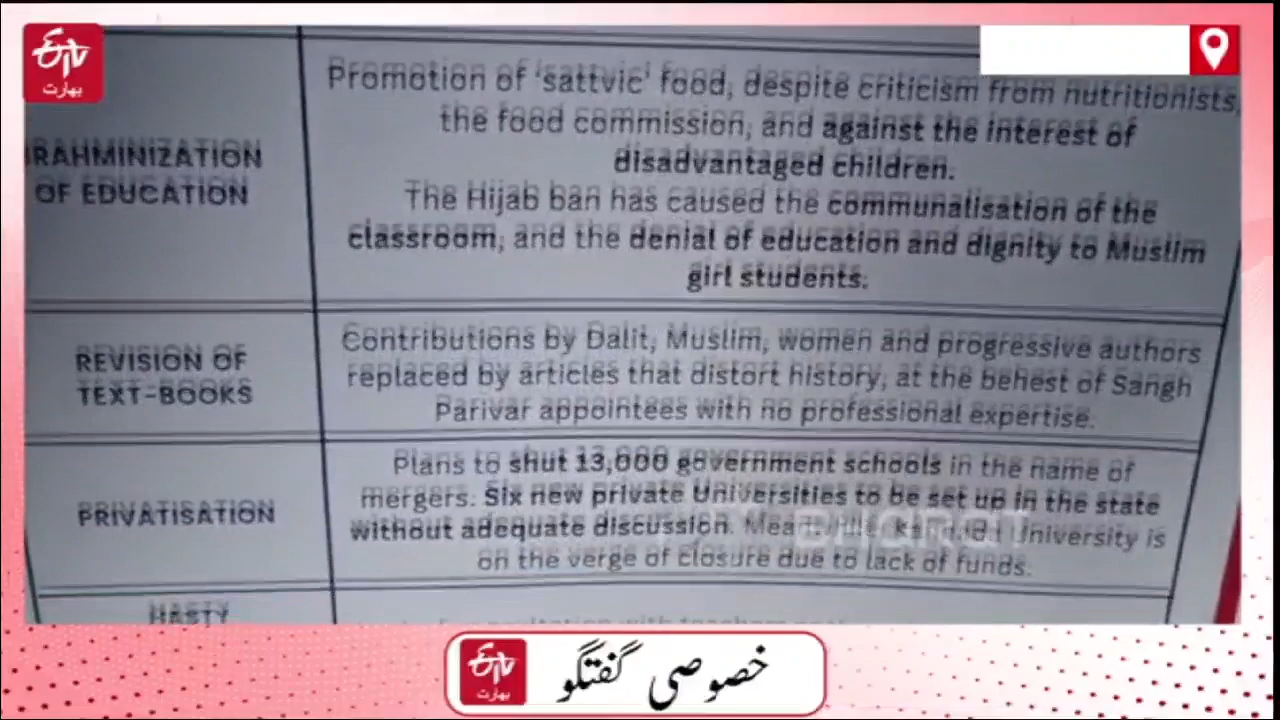 ETV
بھارت
Promotion of 'sattvic' food, despite criticism from nutritionists,
the food commission, and against the interest of
disadvantaged children.
RAHMINIZATION
OF EDUCATION
The Hijab ban has caused the communalisation of the
classroom, and the denial of education and dignity to Muslim
girl students.
REVISION OF
TEXT-BOOKS
Contributions by Dalit, Muslim, women and progressive authors
replaced by articles that distort history, at the behest of Sangh
Parivar appointees with no professional expertise.
PRIVATISATION
Plans to shut 13,000 government schools in the name of
mergers. Six new private Universities to be set up in the state
without adequate discussion. Meanwhile, Kannada University is
on the verge of closure due to lack of funds.
HASTY
with teachers
ETV
بھارت
خصوصی گفتگو